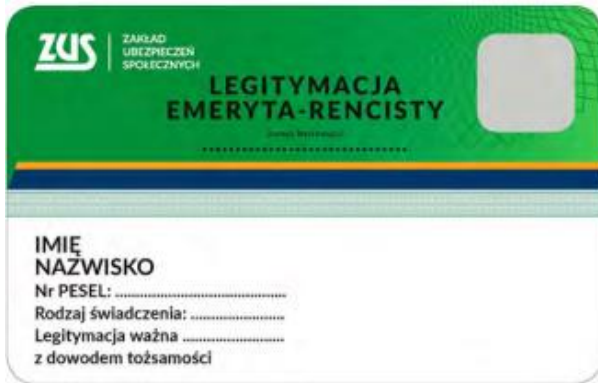 ZUS
ZAKŁAD
UBEZPIECZEŃ
SPOŁECZNYCH
LEGITYMACJA
EMERYTA-RENCISTY
..........................................
IMIĘ
NAZWISKO
Nr PESEL: ..........................................
Rodzaj świadczenia: .......................
Legitymacja ważna .........................
z dowodem tożsamości